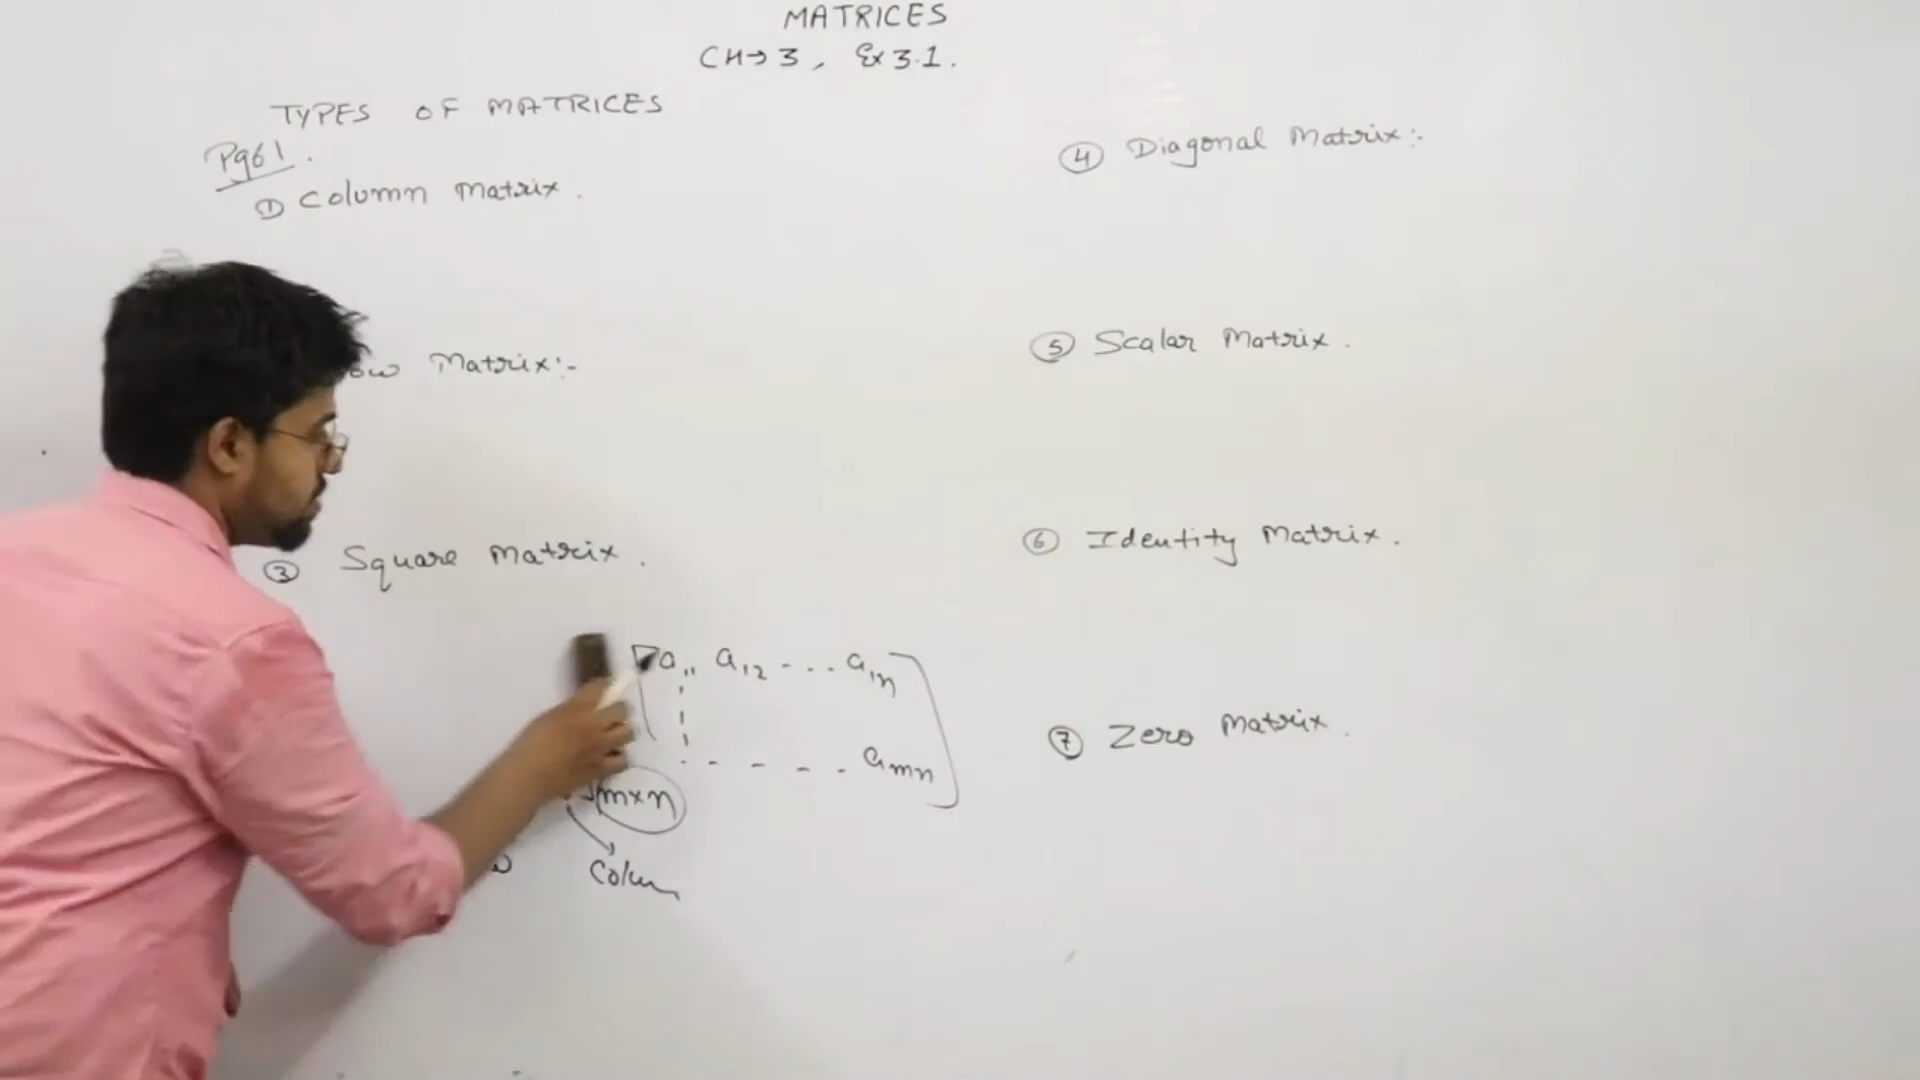 MATRICES
CH→3, Ex 3.1.
TYPES OF MATRICES
Pg61.
① Column Matrix.
Matrix:-
③ Square Matrix.
a₁₁ a₁₂ - - - a₁n
- - - - amn
m×n
Colum
④ Diagonal Matrix:-
⑤ Scalar Matrix.
⑥ Identity Matrix.
⑦ Zero Matrix.